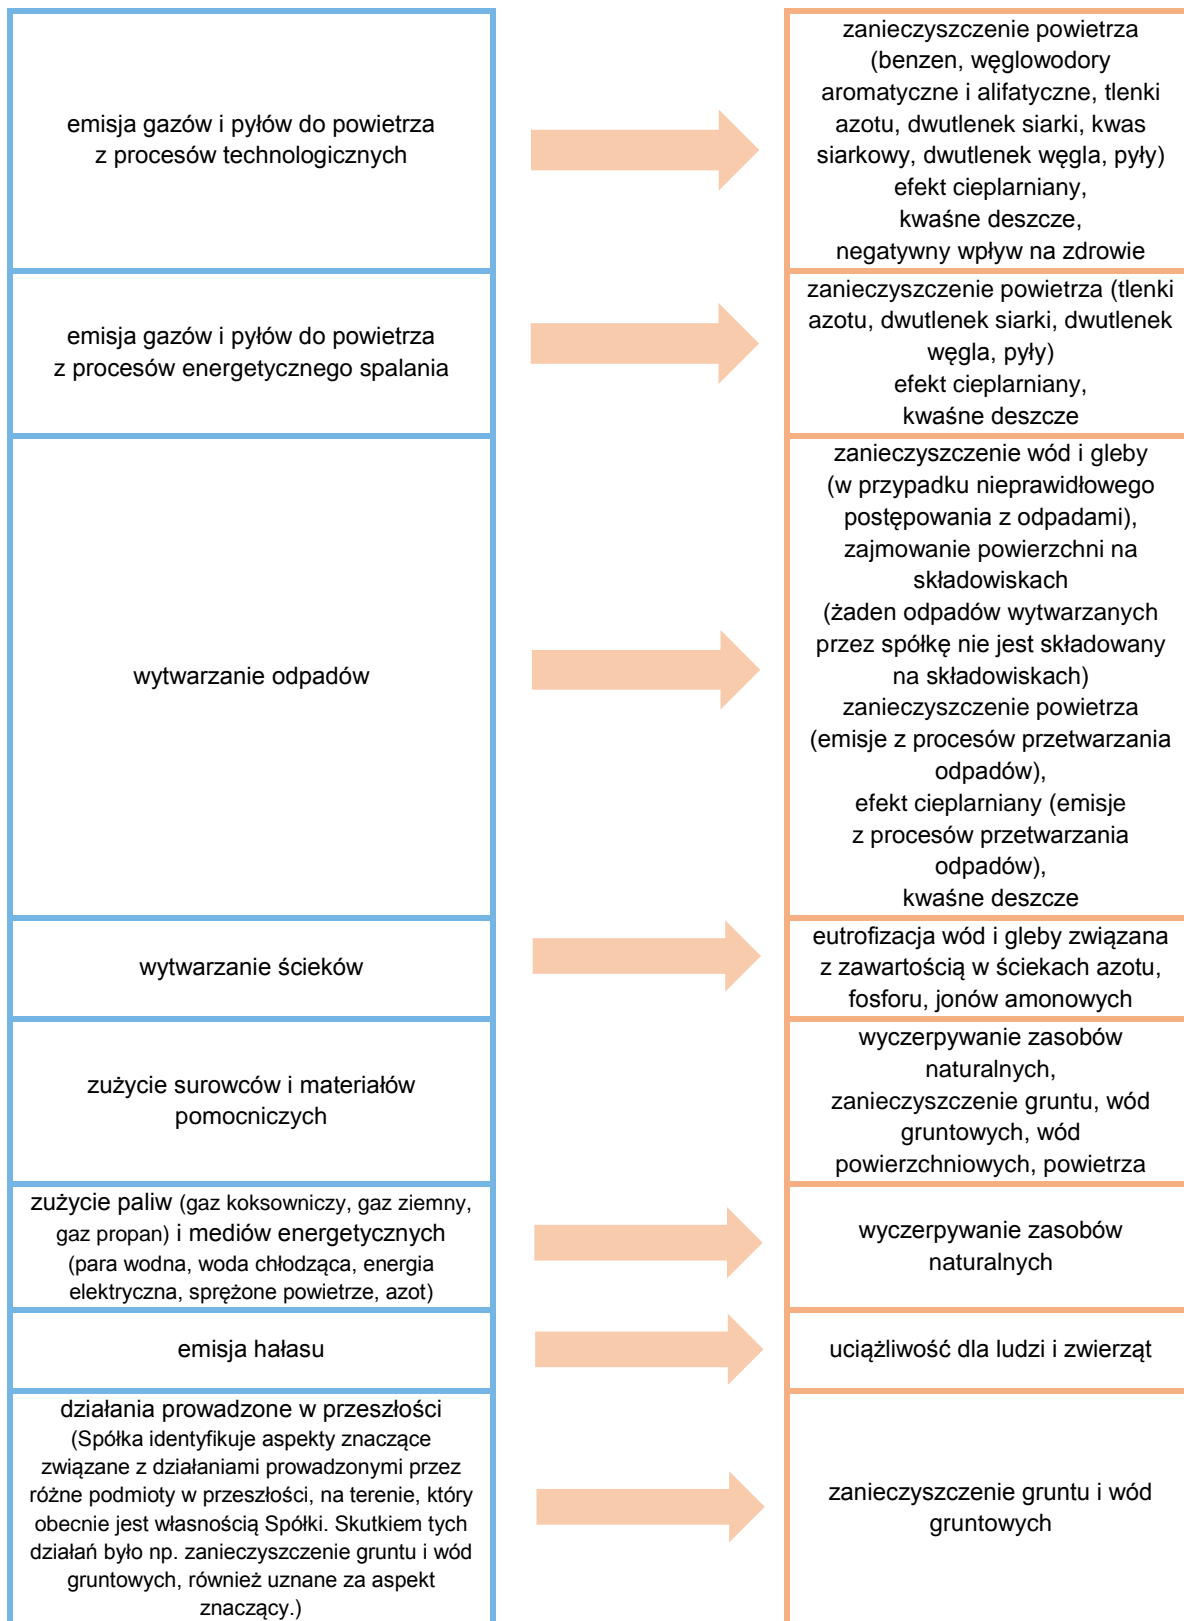 emisja gazów i pyłów do powietrza
z procesów technologicznych
zanieczyszczenie powietrza
(benzen, węglowodory
aromatyczne i alifatyczne, tlenki
azotu, dwutlenek siarki, kwas
siarkowy, dwutlenek węgla, pyły)
efekt cieplarniany,
kwaśne deszcze,
negatywny wpływ na zdrowie
emisja gazów i pyłów do powietrza
z procesów energetycznego spalania
zanieczyszczenie powietrza (tlenki
azotu, dwutlenek siarki, dwutlenek
węgla, pyły)
efekt cieplarniany,
kwaśne deszcze
wytwarzanie odpadów
zanieczyszczenie wód i gleby
(w przypadku nieprawidłowego
postępowania z odpadami),
zajmowanie powierzchni na
składowiskach
(żaden odpadów wytwarzanych
przez spółkę nie jest składowany
na składowiskach)
zanieczyszczenie powietrza
(emisje z procesów przetwarzania
odpadów),
efekt cieplarniany (emisje
z procesów przetwarzania
odpadów),
kwaśne deszcze
wytwarzanie ścieków
eutrofizacja wód i gleby związana
z zawartością w ściekach azotu,
fosforu, jonów amonowych
zużycie surowców i materiałów
pomocniczych
wyczerpywanie zasobów
naturalnych,
zanieczyszczenie gruntu, wód
gruntowych, wód
powierzchniowych, powietrza
zużycie paliw (gaz koksowniczy, gaz ziemny,
gaz propan) i mediów energetycznych
(para wodna, woda chłodząca, energia
elektryczna, sprężone powietrze, azot)
wyczerpywanie zasobów
naturalnych
emisja hałasu
uciążliwość dla ludzi i zwierząt
działania prowadzone w przeszłości
(Spółka identyfikuje aspekty znaczące
związane z działaniami prowadzonymi przez
różne podmioty w przeszłości, na terenie, który
obecnie jest własnością Spółki. Skutkiem tych
działań było np. zanieczyszczenie gruntu i wód
gruntowych, również uznane za aspekt
znaczący.)
zanieczyszczenie gruntu i wód
gruntowych